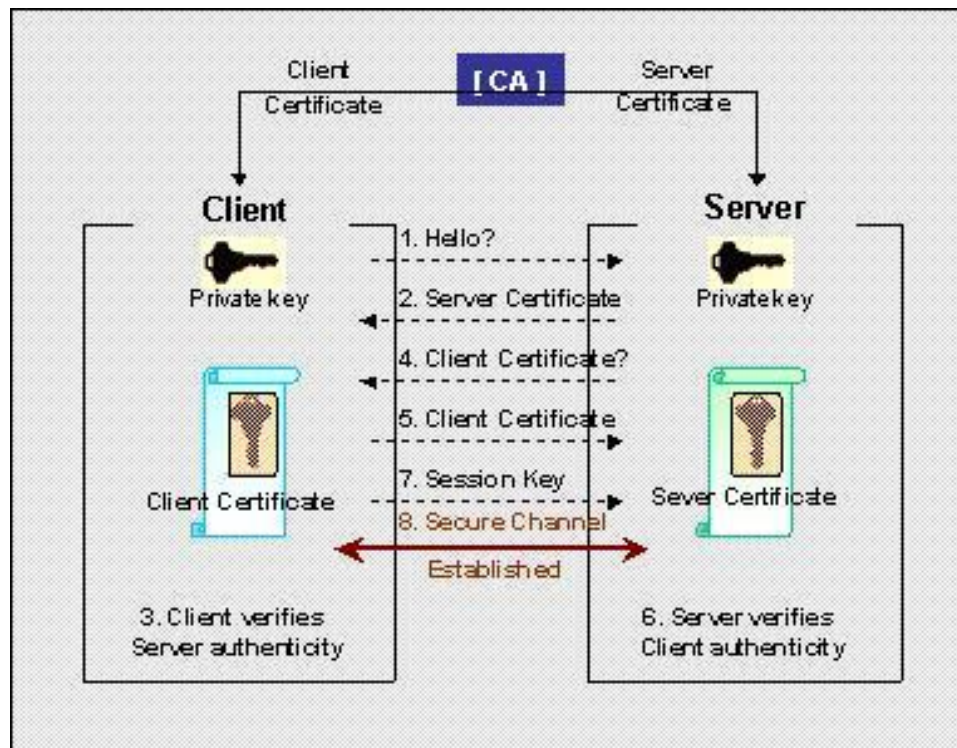 Client
Certificate
[ CA ]
Server
Certificate
Client
Server
Private key
Private key
1. Hello?
2. Server Certificate
4. Client Certificate?
5. Client Certificate
7. Session Key
8. Secure Channel
Established
Client Certificate
Sever Certificate
3. Client verifies
Server authenticity
6. Server verifies
Client authenticity